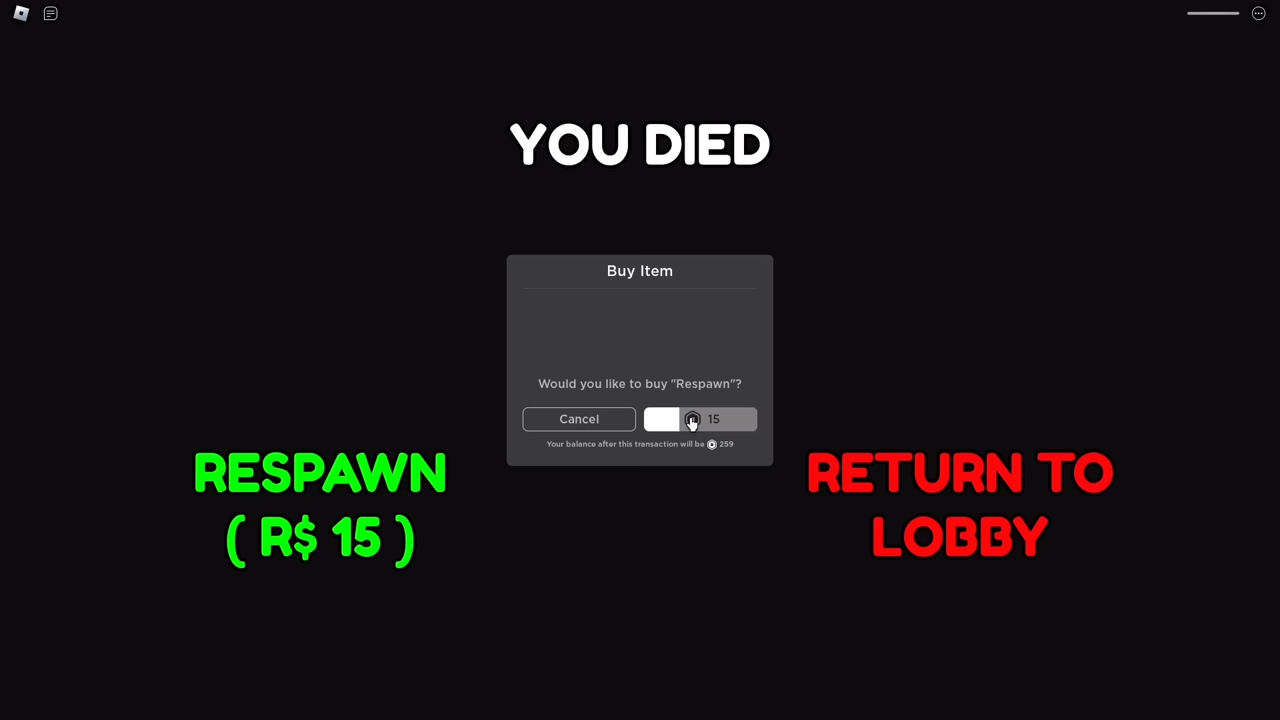 YOU DIED
Buy Item
Would you like to buy "Respawn"?
Cancel
15
Your balance after this transaction will be 259
RESPAWN
( R$ 15 )
RETURN TO
LOBBY